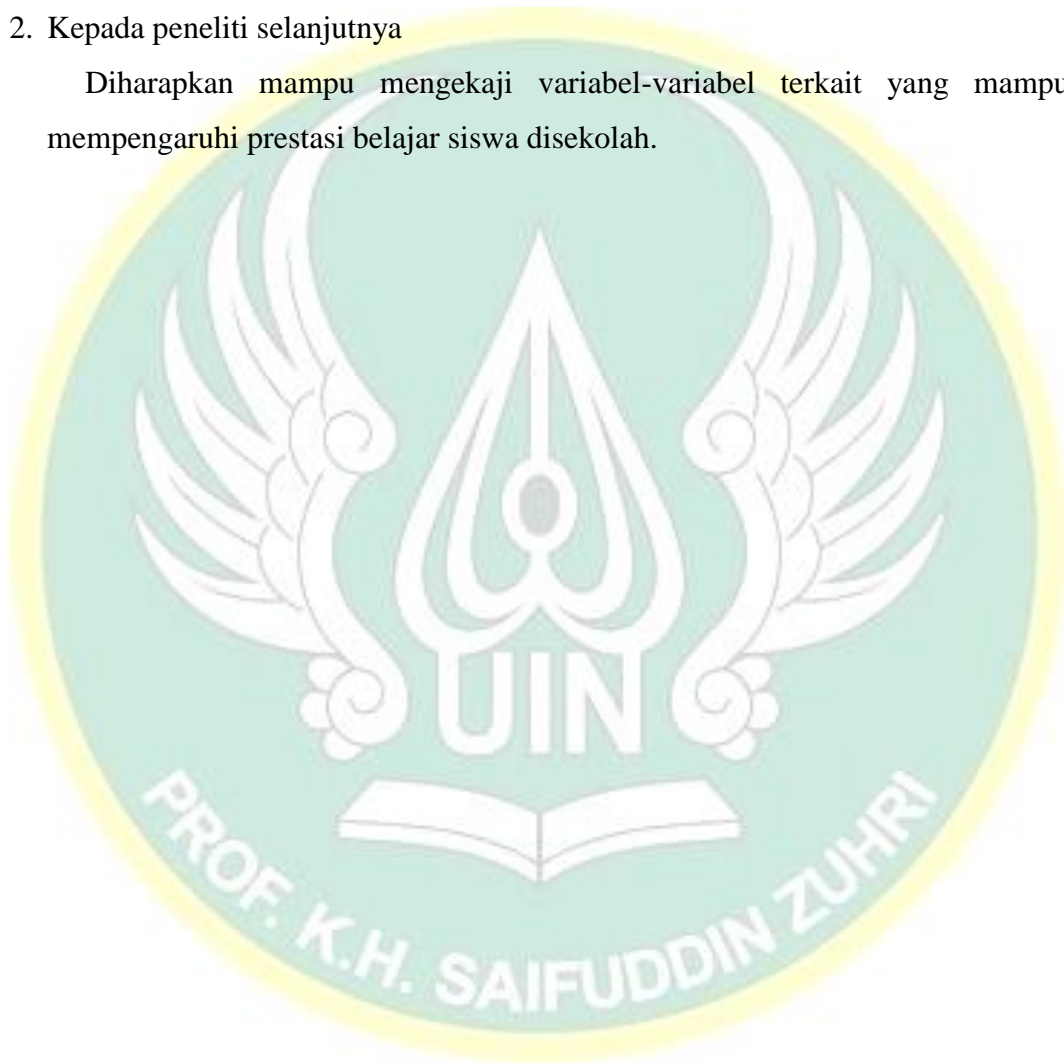 2. Kepada peneliti selanjutnya
Diharapkan mampu mengekaji variabel-variabel terkait yang mampu
mempengaruhi prestasi belajar siswa disekolah.
UIN
PROF. K.H. SAIFUDDIN ZUHRI